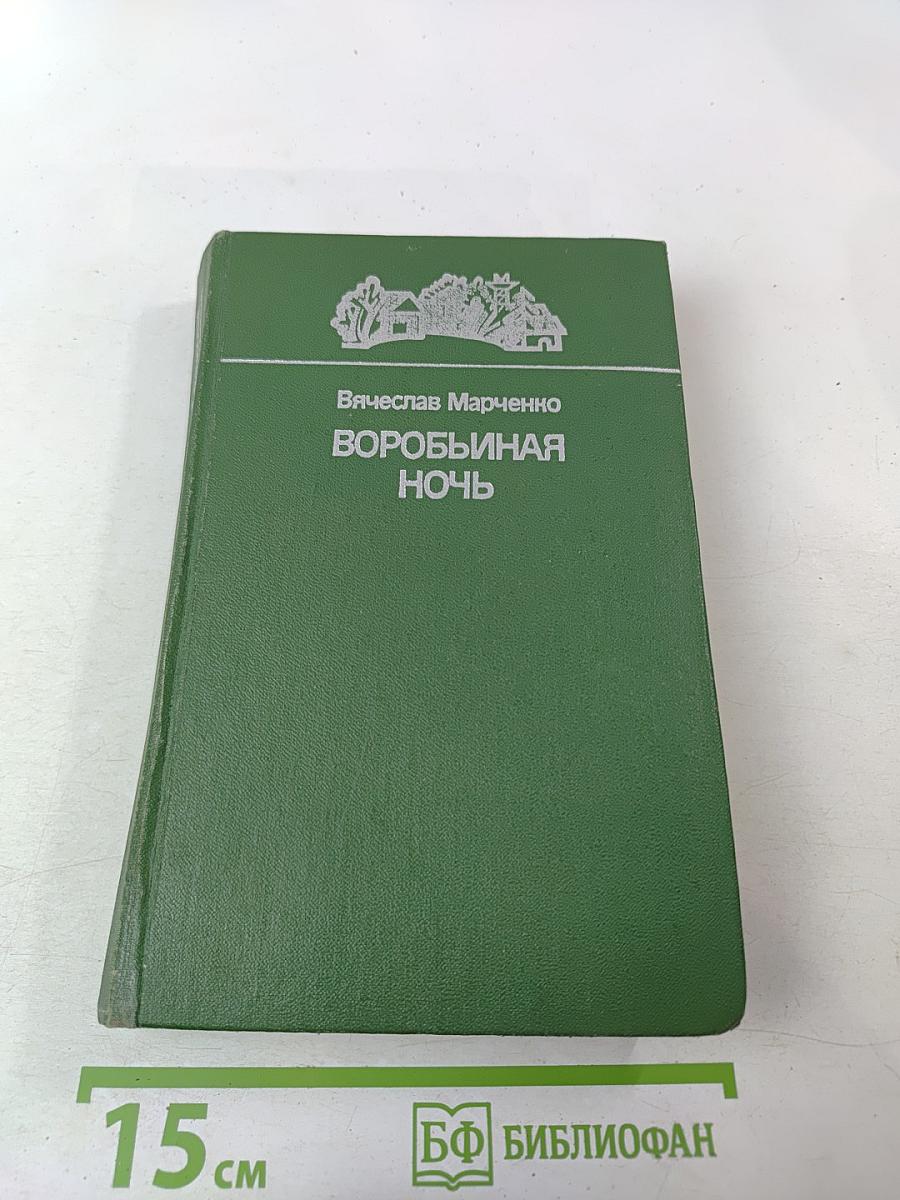 Вячеслав Марченко
ВОРОБЬИНАЯ
НОЧЬ
15 см
БФ БИБЛИОФАН